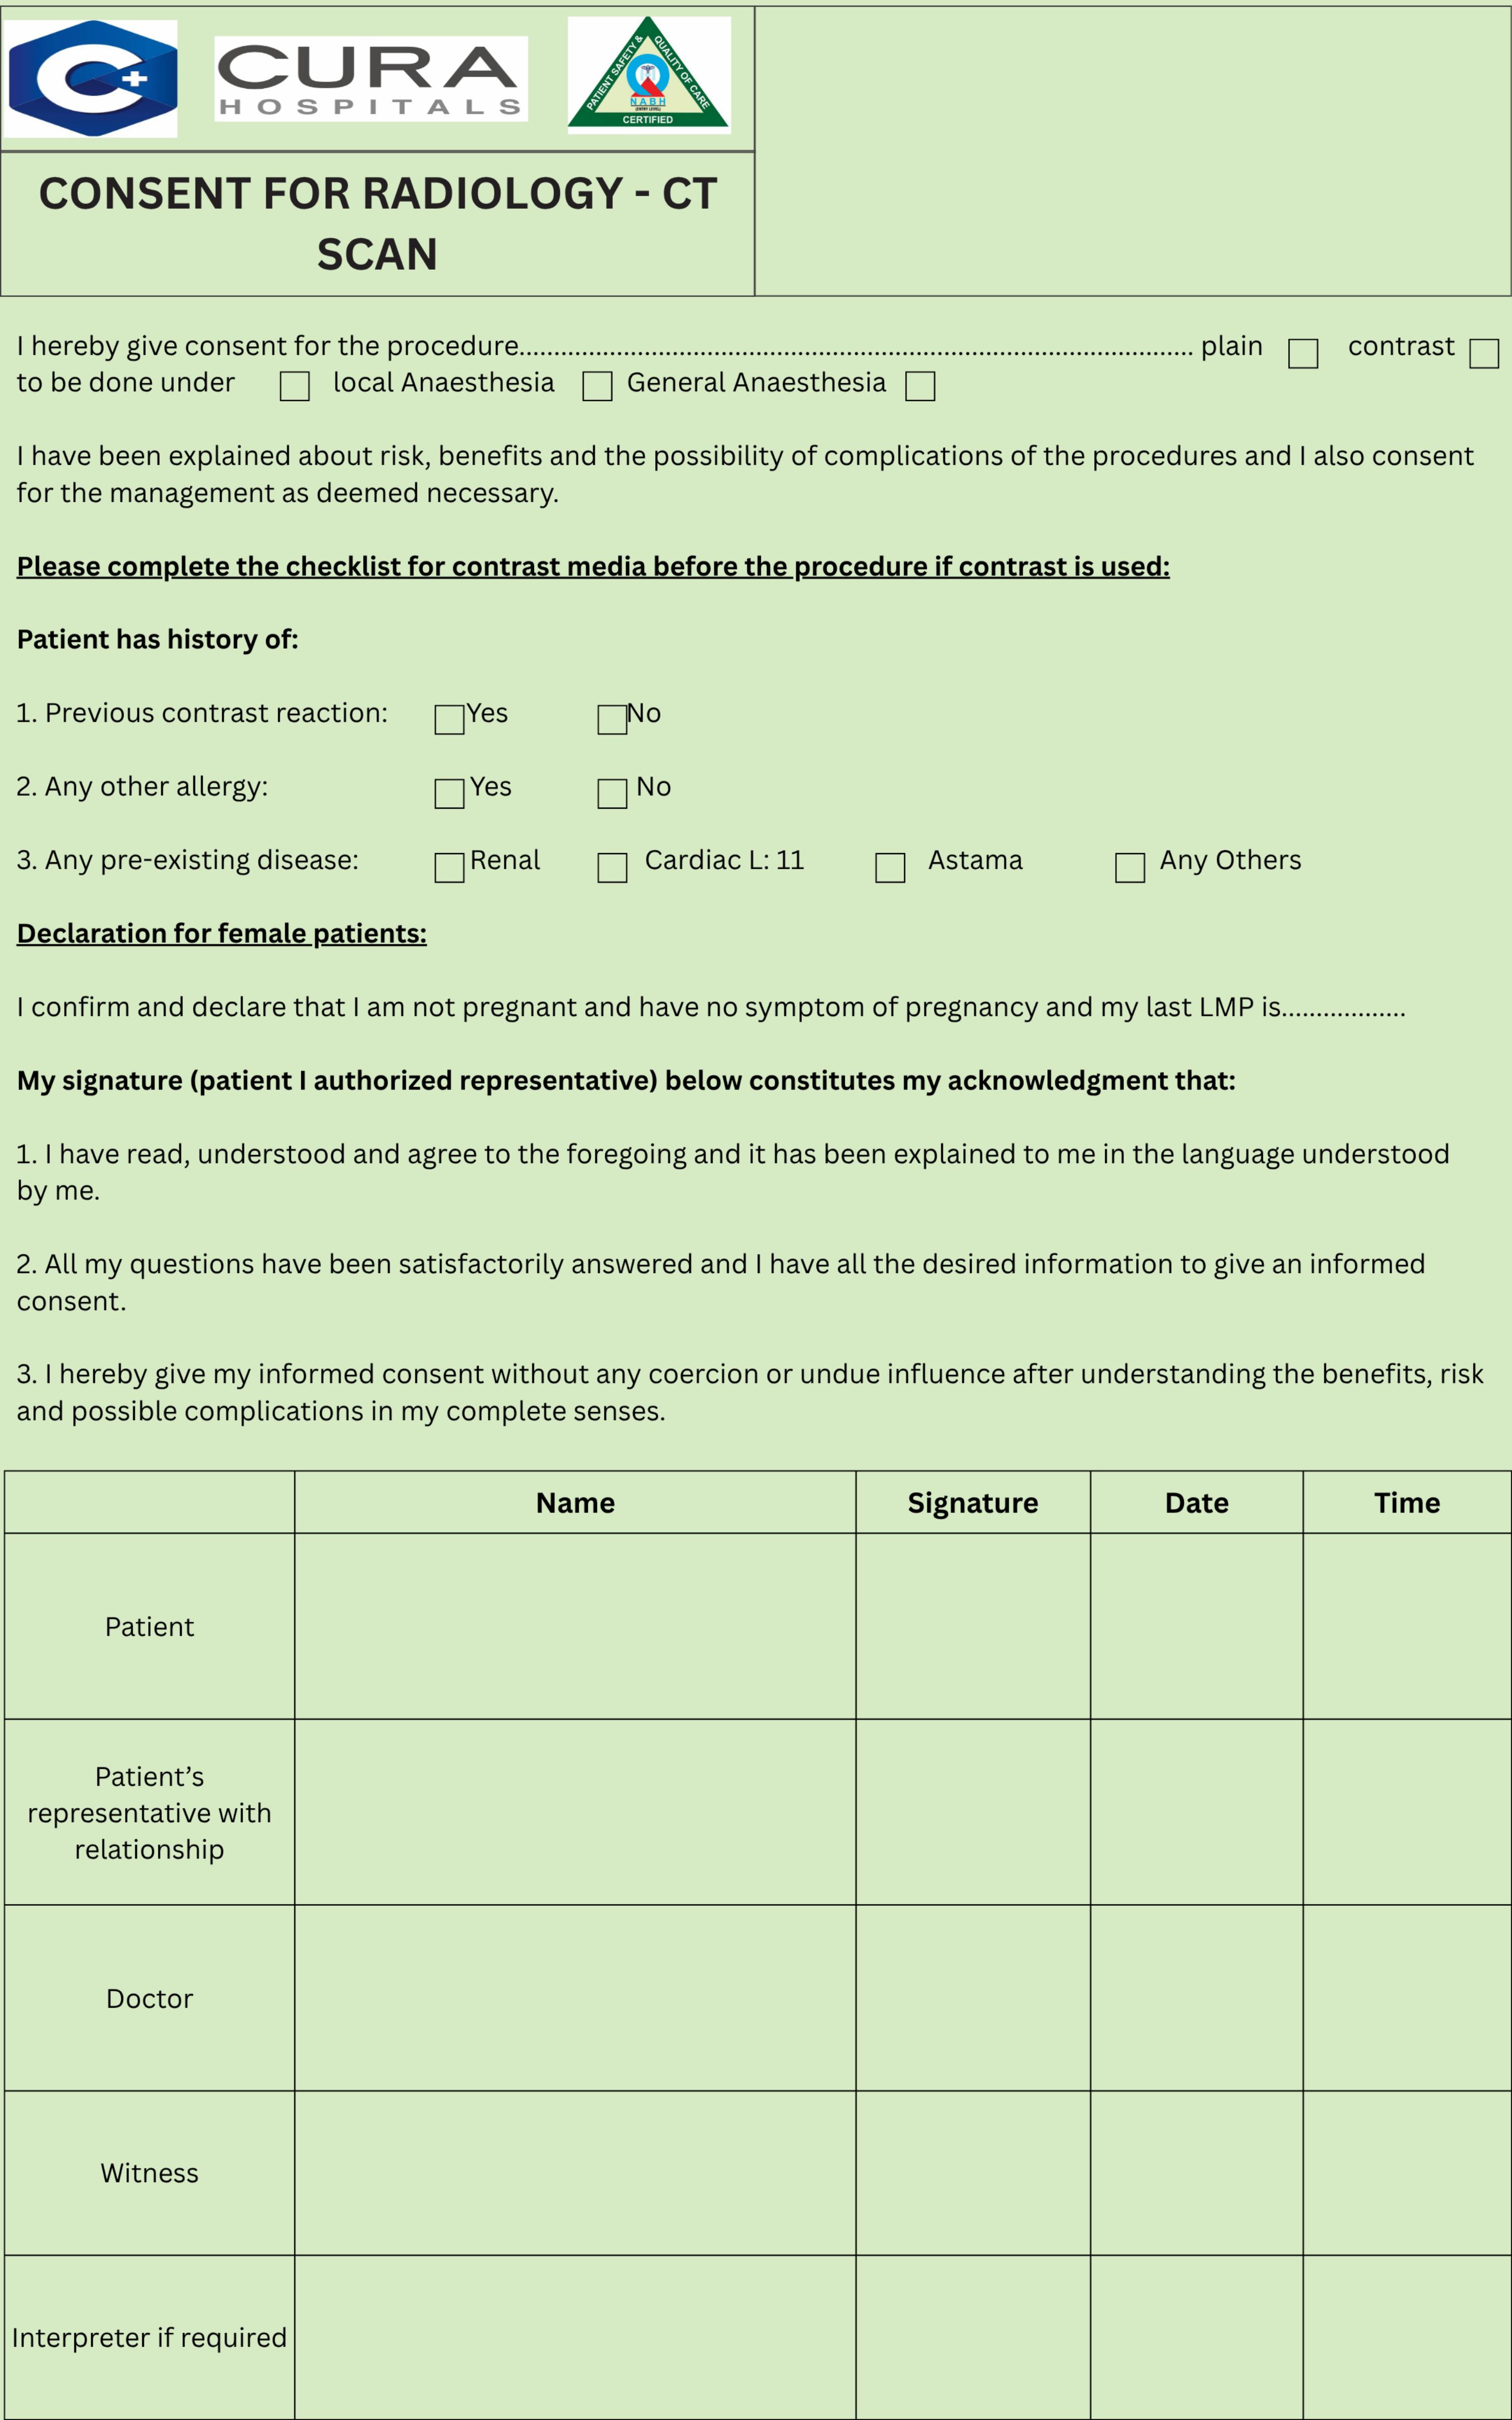 C+
CURA
HOSPITALS
PATIENT SAFETY & QUALITY OF CARE
NABH
(ENTRY LEVEL)
CERTIFIED
CONSENT FOR RADIOLOGY - CT
SCAN
I hereby give consent for the procedure................................................................................................ plain ☐ contrast ☐
to be done under ☐ local Anaesthesia ☐ General Anaesthesia ☐
I have been explained about risk, benefits and the possibility of complications of the procedures and I also consent
for the management as deemed necessary.
Please complete the checklist for contrast media before the procedure if contrast is used:
Patient has history of:
1. Previous contrast reaction: ☐ Yes ☐ No
2. Any other allergy: ☐ Yes ☐ No
3. Any pre-existing disease: ☐ Renal ☐ Cardiac L: 11 ☐ Astama ☐ Any Others
Declaration for female patients:
I confirm and declare that I am not pregnant and have no symptom of pregnancy and my last LMP is..................
My signature (patient I authorized representative) below constitutes my acknowledgment that:
1. I have read, understood and agree to the foregoing and it has been explained to me in the language understood
by me.
2. All my questions have been satisfactorily answered and I have all the desired information to give an informed
consent.
3. I hereby give my informed consent without any coercion or undue influence after understanding the benefits, risk
and possible complications in my complete senses.
Name Signature Date Time
Patient
Patient’s
representative with
relationship
Doctor
Witness
Interpreter if required